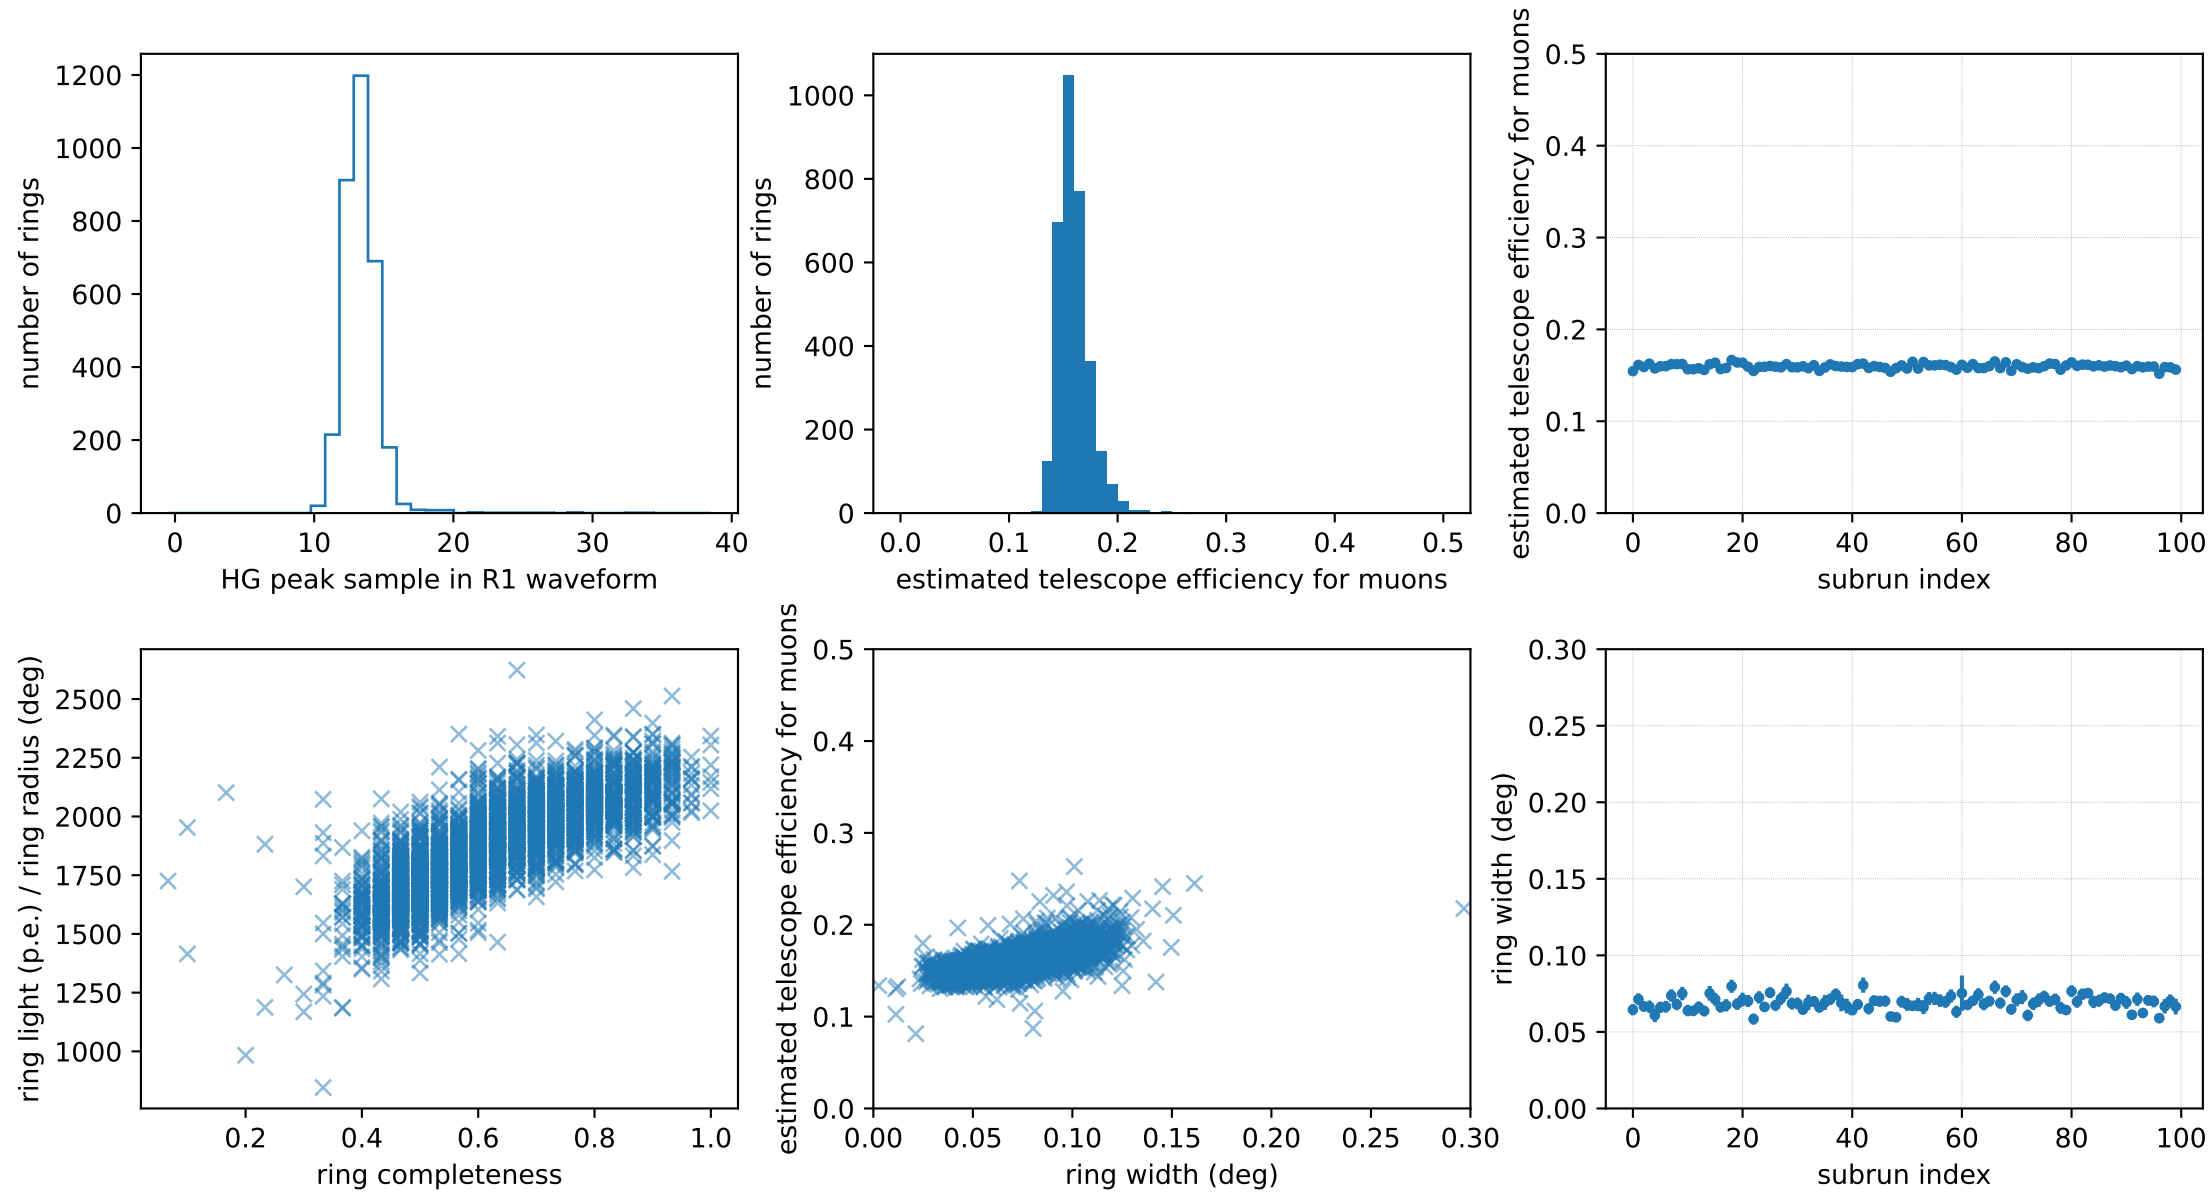 1200
1000
800
600
400
200
0
number of rings
0 10 20 30 40
HG peak sample in R1 waveform
1000
800
600
400
200
0
number of rings
0.0 0.1 0.2 0.3 0.4 0.5
estimated telescope efficiency for muons
0.5
0.4
0.3
0.2
0.1
0.0
estimated telescope efficiency for muons
0 20 40 60 80 100
subrun index
2500
2250
2000
1750
1500
1250
1000
ring light (p.e.) / ring radius (deg)
0.2 0.4 0.6 0.8 1.0
ring completeness
0.5
0.4
0.3
0.2
0.1
0.0
estimated telescope efficiency for muons
0.00 0.05 0.10 0.15 0.20 0.25 0.30
ring width (deg)
0.30
0.25
0.20
0.15
0.10
0.05
0.00
ring width (deg)
0 20 40 60 80 100
subrun index